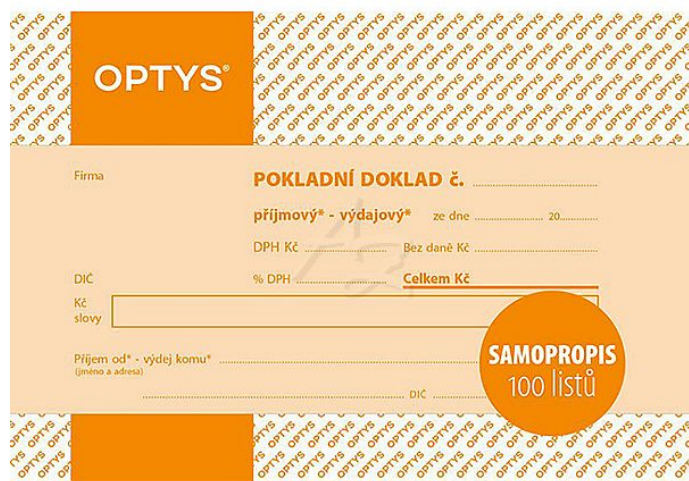 OPTYS®
Firma
POKLADNÍ DOKLAD č. ........................
příjmový* - výdajový* ze dne ................ 20.........
DPH Kč .................... Bez daně Kč ....................
DIČ
% DPH .................... Celkem Kč
Kč
slovy
Příjem od* - výdej komu* ....................
(jméno a adresa)
.................... DIČ ....................
SAMOPROPIS
100 listů